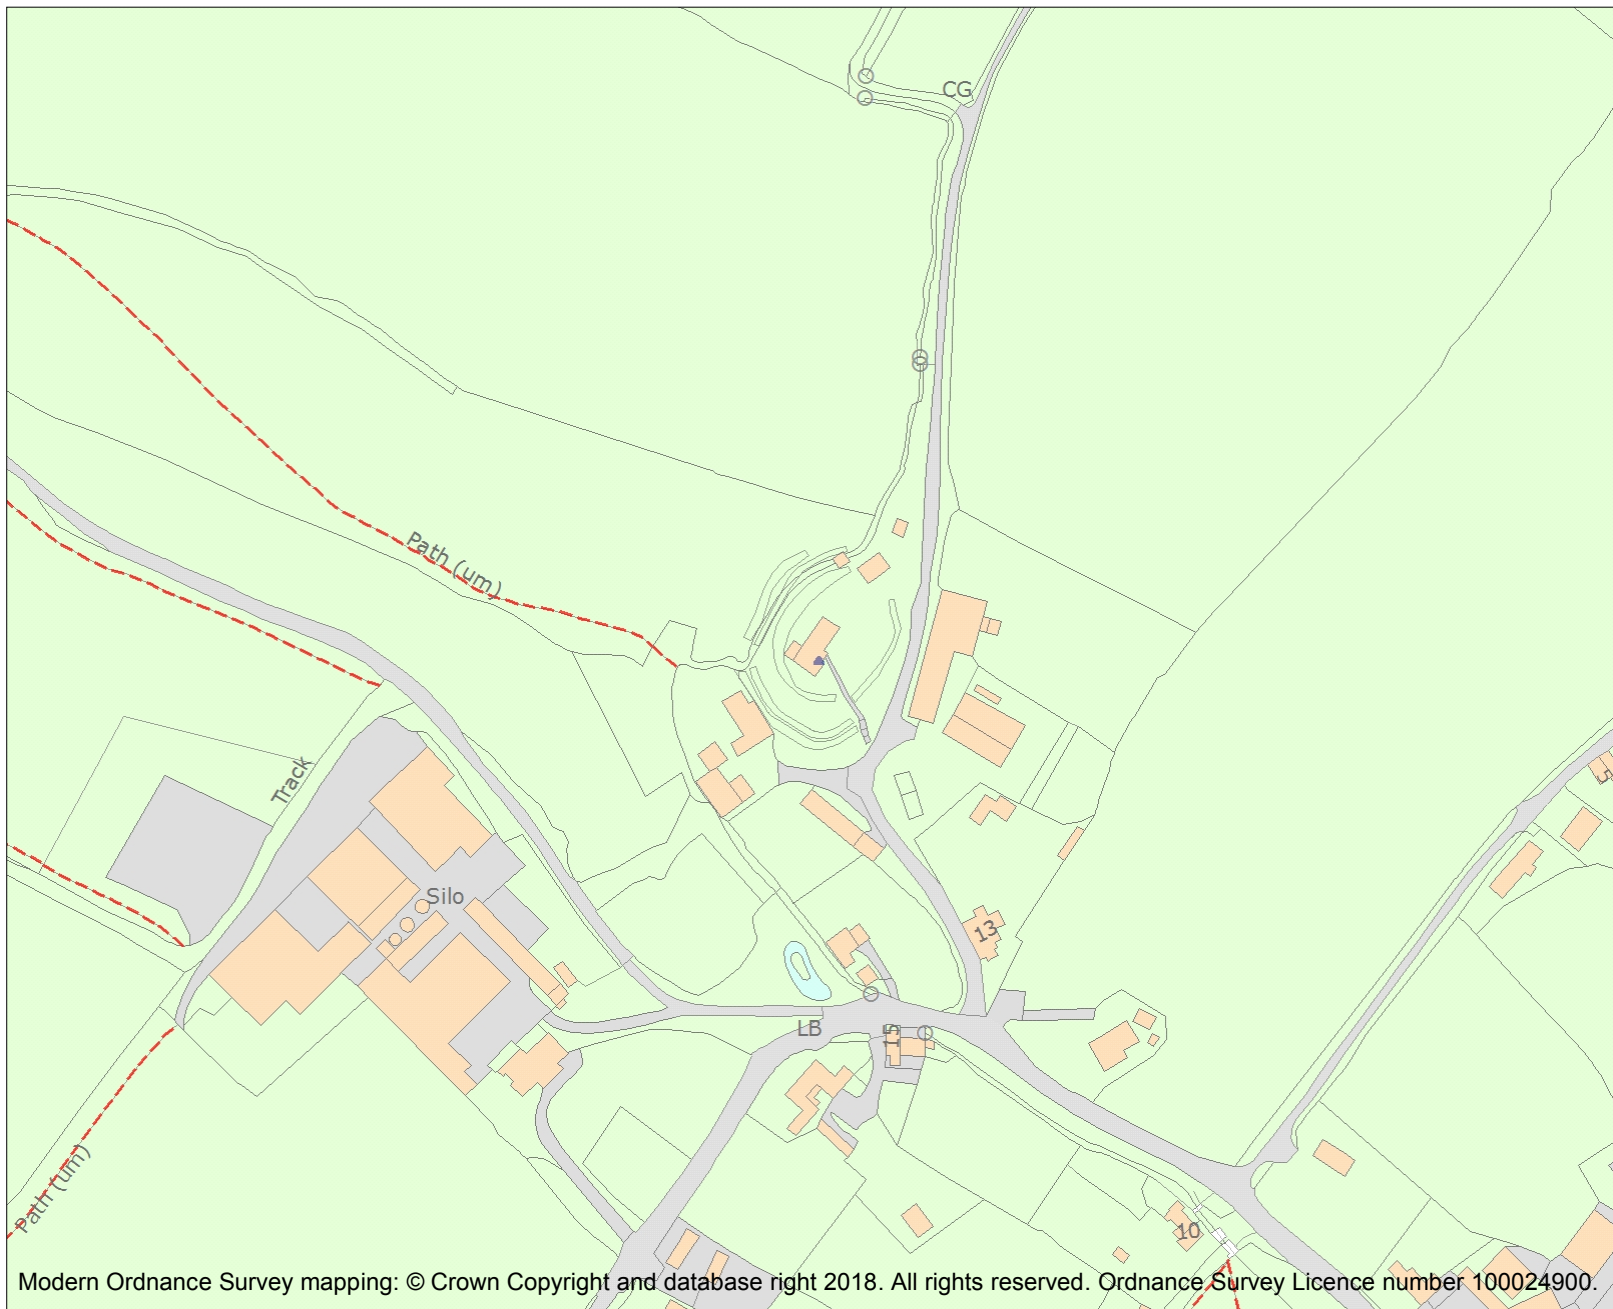 CG
Path (um)
Track
Silo
5
13
LB
15
Path (um)
10
Modern Ordnance Survey mapping: © Crown Copyright and database right 2018. All rights reserved. Ordnance Survey Licence number 100024900.